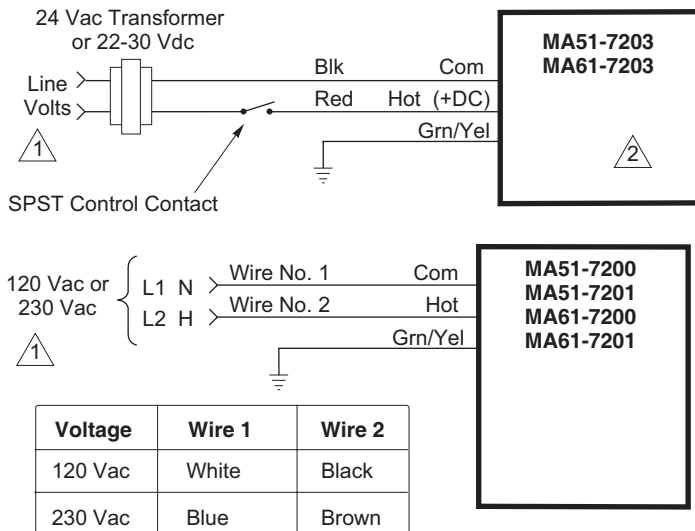 24 Vac Transformer
or 22-30 Vdc
Line
Volts
1
Blk
Com
Red
Hot (+DC)
Grn/Yel
MA51-7203
MA61-7203
2
SPST Control Contact
120 Vac or
230 Vac
1
L1 N
L2 H
Wire No. 1
Com
Wire No. 2
Hot
Grn/Yel
MA51-7200
MA51-7201
MA61-7200
MA61-7201
Voltage Wire 1 Wire 2
120 Vac White Black
230 Vac Blue Brown